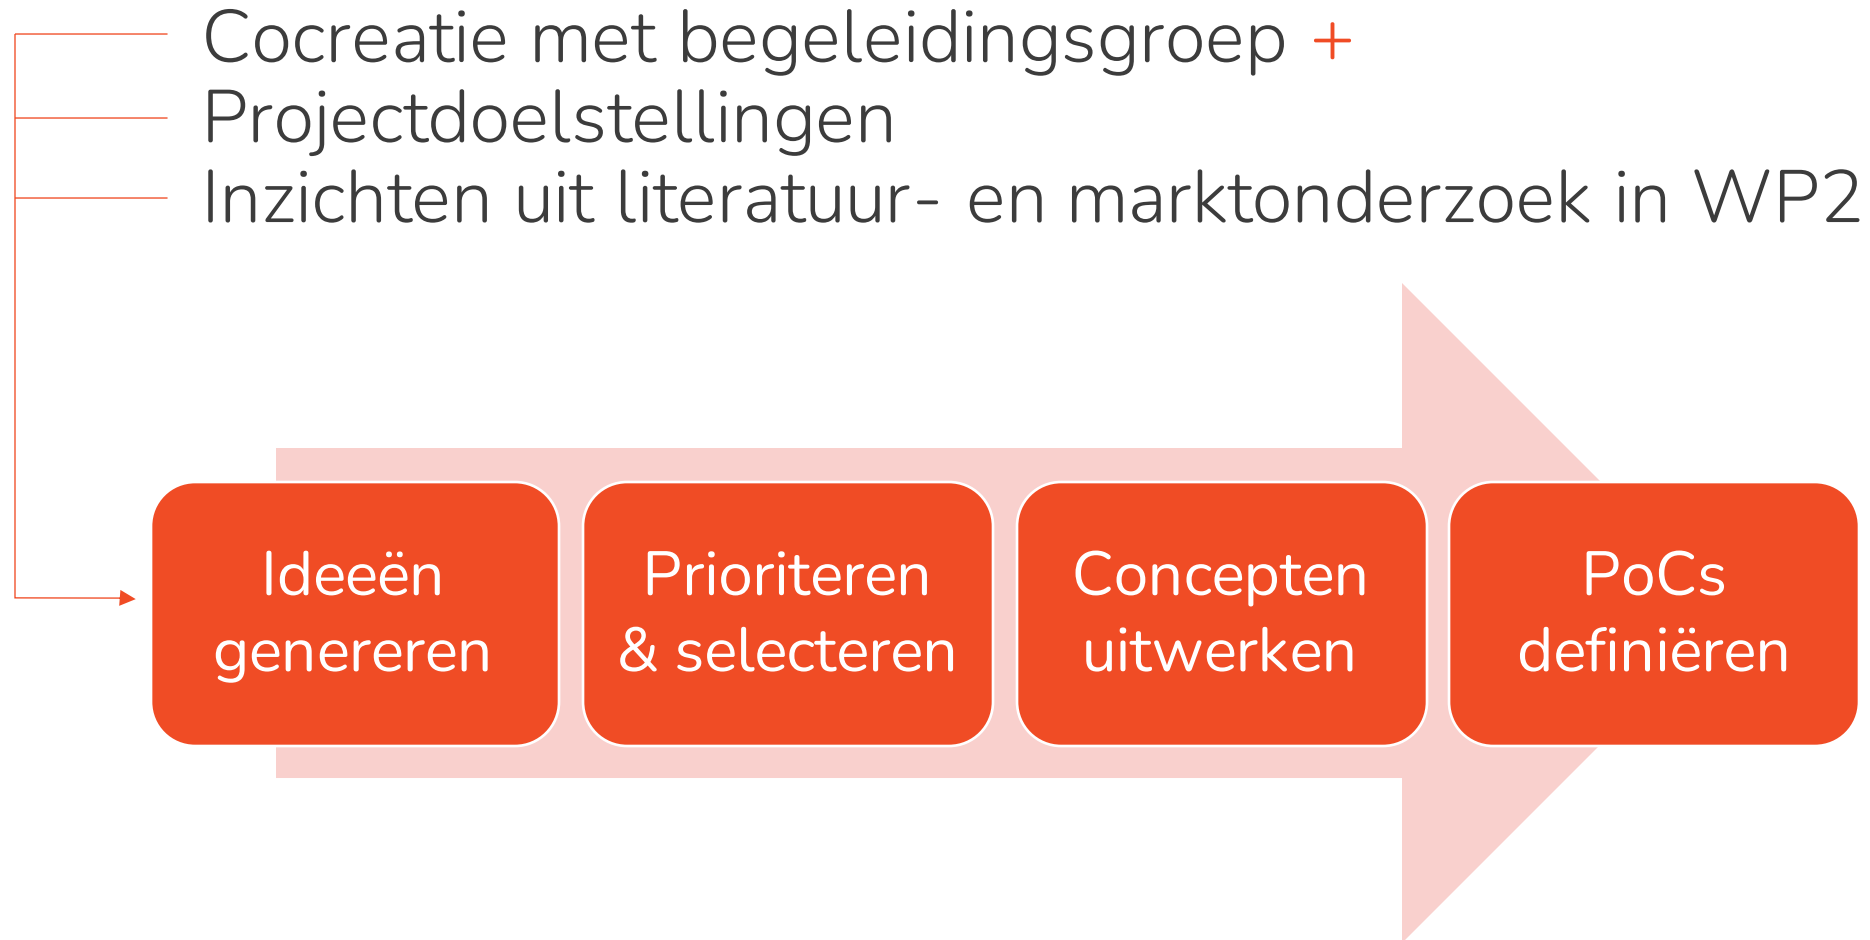 Cocreatie met begeleidingsgroep +
Projectdoelstellingen
Inzichten uit literatuur- en marktonderzoek in WP2
Ideeën
genereren
Prioriteren
& selecteren
Concepten
uitwerken
PoCs
definiëren